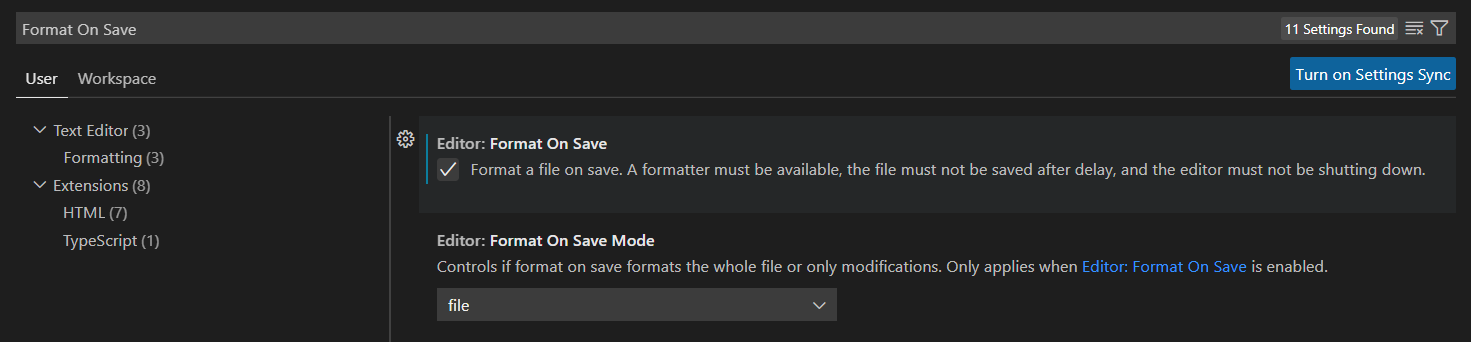 Format On Save
11 Settings Found
User
Workspace
Turn on Settings Sync
Text Editor (3)
Formatting (3)
Extensions (8)
HTML (7)
TypeScript (1)
Editor: Format On Save
Format a file on save. A formatter must be available, the file must not be saved after delay, and the editor must not be shutting down.
Editor: Format On Save Mode
Controls if format on save formats the whole file or only modifications. Only applies when Editor: Format On Save is enabled.
file